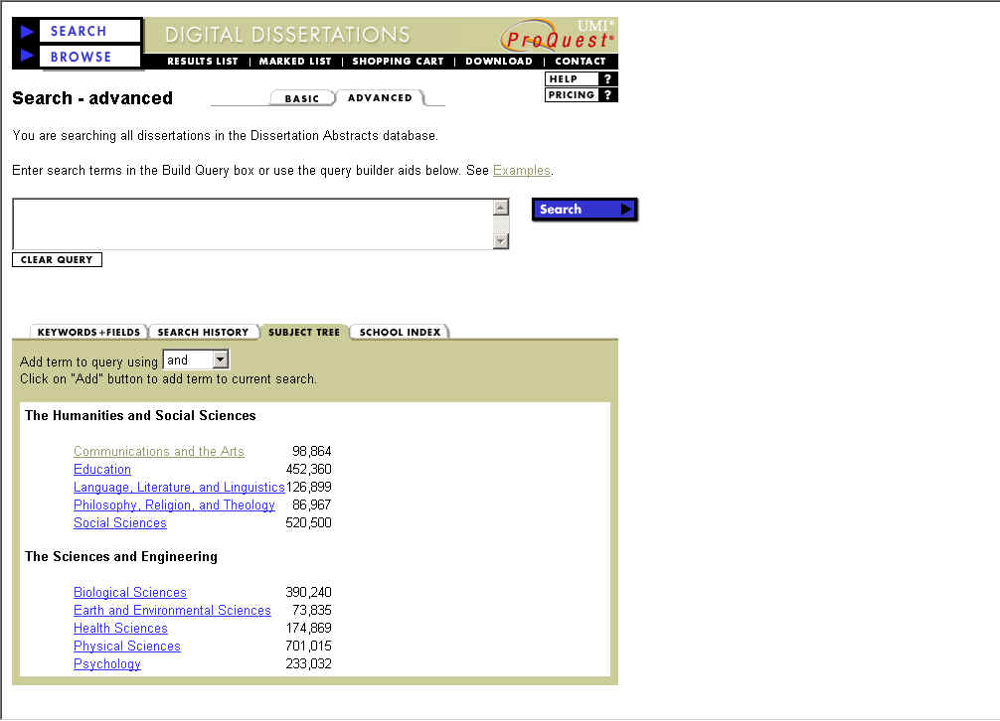 SEARCH
BROWSE
DIGITAL DISSERTATIONS
UMI®
ProQuest®
RESULTS LIST | MARKED LIST | SHOPPING CART | DOWNLOAD | CONTACT
HELP ?
PRICING ?
Search - advanced
BASIC ADVANCED
You are searching all dissertations in the Dissertation Abstracts database.
Enter search terms in the Build Query box or use the query builder aids below. See Examples.
Search
CLEAR QUERY
KEYWORDS+FIELDS SEARCH HISTORY SUBJECT TREE SCHOOL INDEX
Add term to query using and
Click on "Add" button to add term to current search.
The Humanities and Social Sciences
Communications and the Arts 98,864
Education 452,360
Language, Literature, and Linguistics 126,899
Philosophy, Religion, and Theology 86,967
Social Sciences 520,500
The Sciences and Engineering
Biological Sciences 390,240
Earth and Environmental Sciences 73,835
Health Sciences 174,869
Physical Sciences 701,015
Psychology 233,032